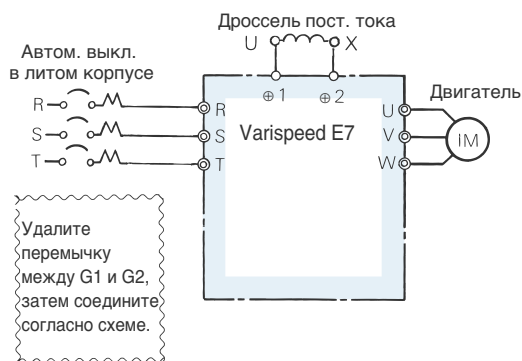 Дроссель пост. тока
U X
Автом. выкл.
в литом корпусе
⊕1 ⊕2
Двигатель
R R U
S S Varispeed E7 V IM
T T W
Удалите
перемычку
между G1 и G2,
затем соедините
согласно схеме.